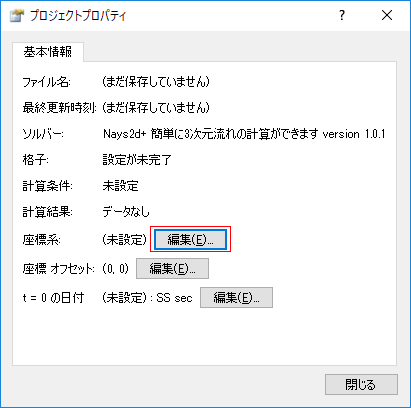 プロジェクトプロパティ
基本情報
ファイル名: (まだ保存していません)
最終更新時刻: (まだ保存していません)
ソルバー: Nays2d+ 簡単に3次元流れの計算ができます version 1.0.1
格子: 設定が未完了
計算条件: 未設定
計算結果: データなし
座標系: (未設定) 編集(E)...
座標 オフセット: (0, 0) 編集(E)...
t = 0 の日付 (未設定) : SS sec 編集(E)...
閉じる